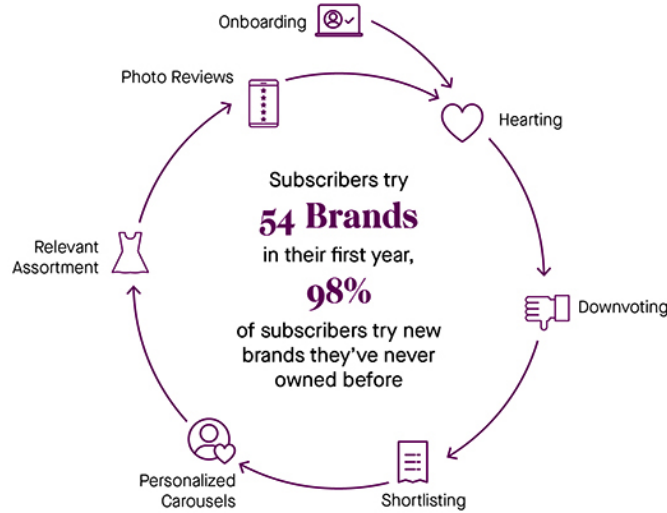 Onboarding
Photo Reviews
Hearting
Subscribers try
54 Brands
in their first year,
98%
of subscribers try new
brands they've never
owned before
Relevant
Assortment
Downvoting
Personalized
Carousels
Shortlisting